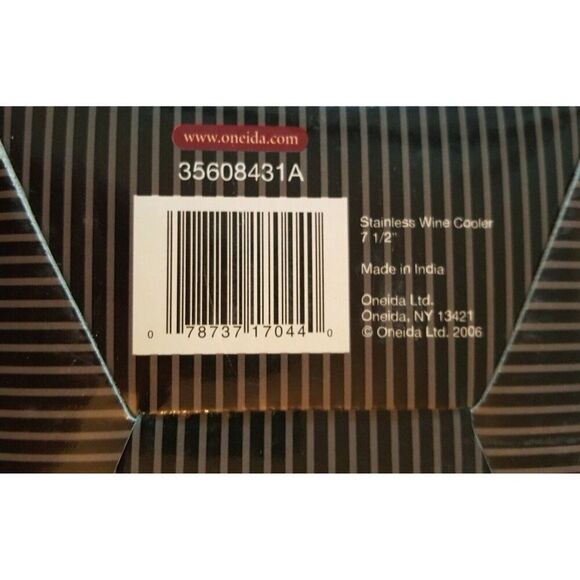 www.oneida.com
35608431A
Stainless Wine Cooler
7 1/2"
Made in India
Oneida Ltd.
Oneida, NY 13421
© Oneida Ltd. 2006
0 78737 17044 0